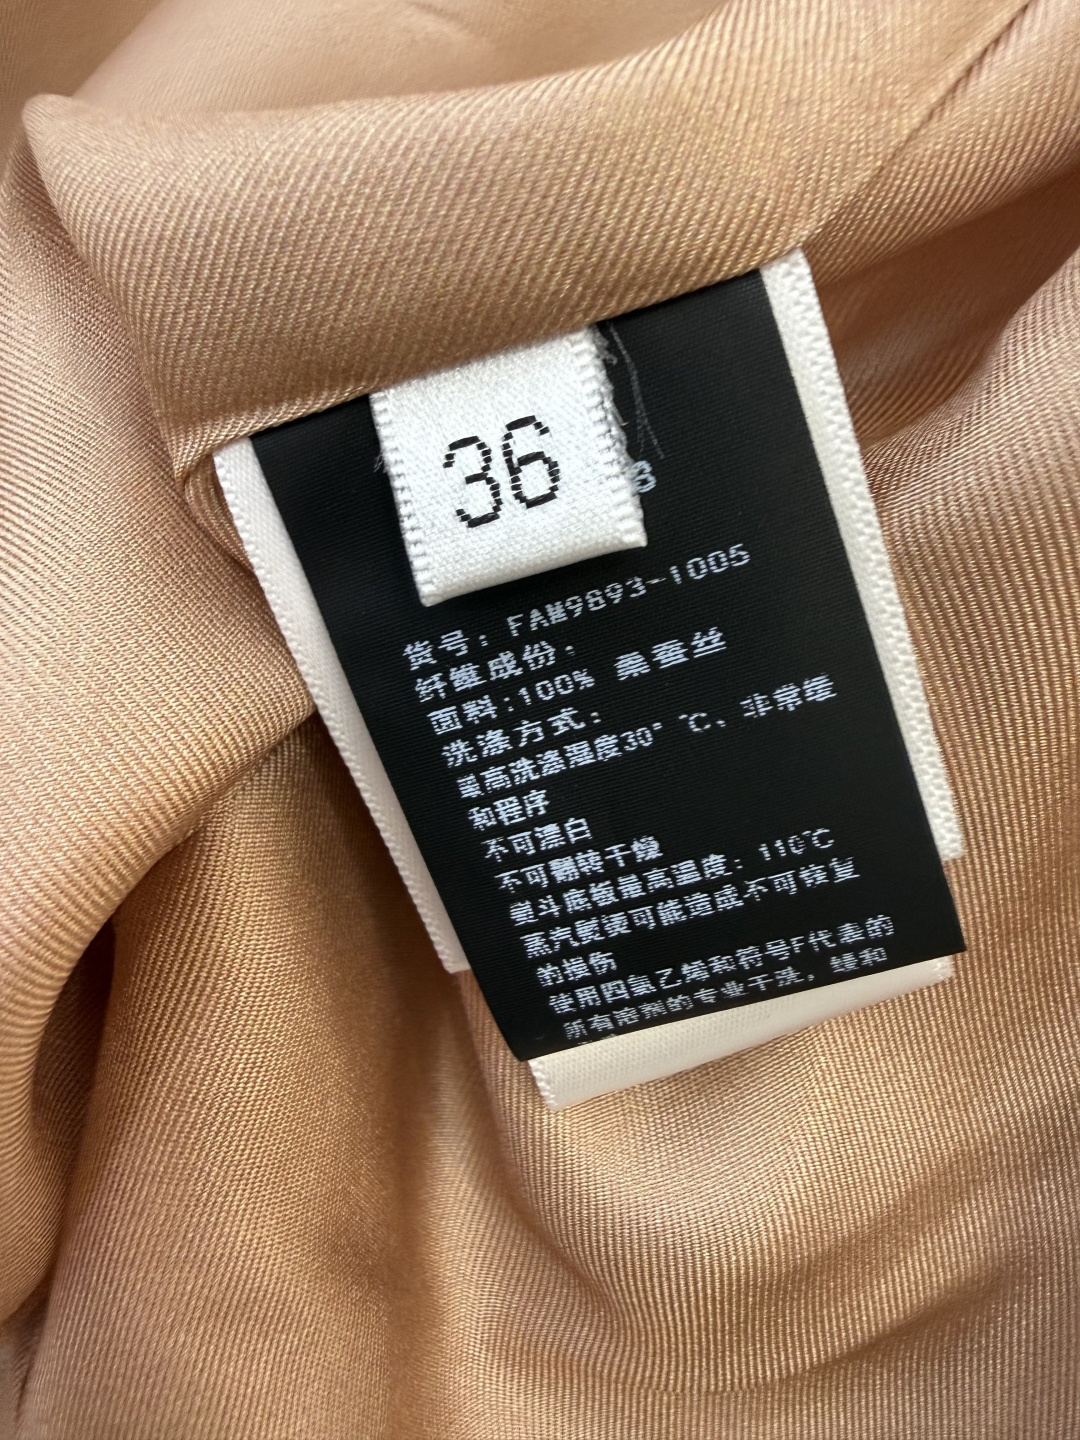 36
B
货号: FAM9893-1005
纤维成份:
面料:100% 桑蚕丝
洗涤方式:
最高洗涤温度30° ℃、非常缓
和程序
不可漂白
不可翻转干燥
熨斗底板最高温度: 110℃
蒸汽熨烫可能造成不可恢复
的损伤
使用四氯乙烯和符号F代表的
所有溶剂的专业干洗, 缓和